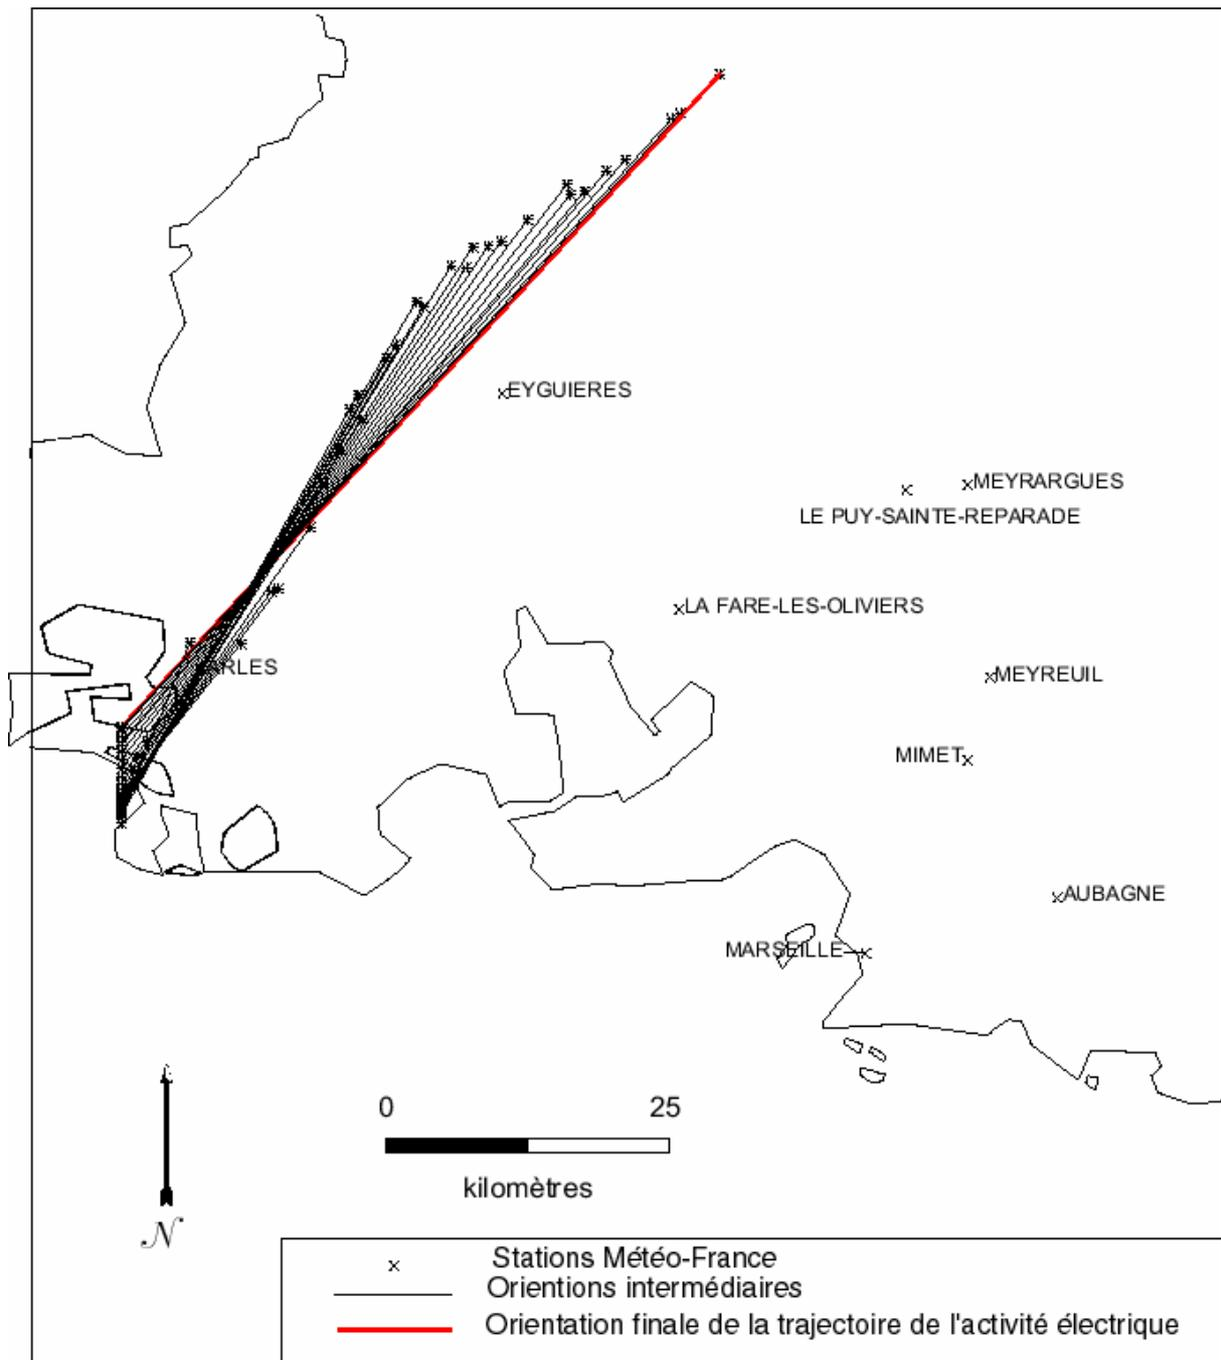 EYGUIERES
MEYRARGUES
LE PUY-SAINTE-REPARADE
LA FARE-LES-OLIVIERS
ARLES
MEYREUIL
MIMET
AUBAGNE
MARSEILLE
0 25
kilomètres
N
Stations Météo-France
Orientions intermédiaires
Orientation finale de la trajectoire de l'activité électrique